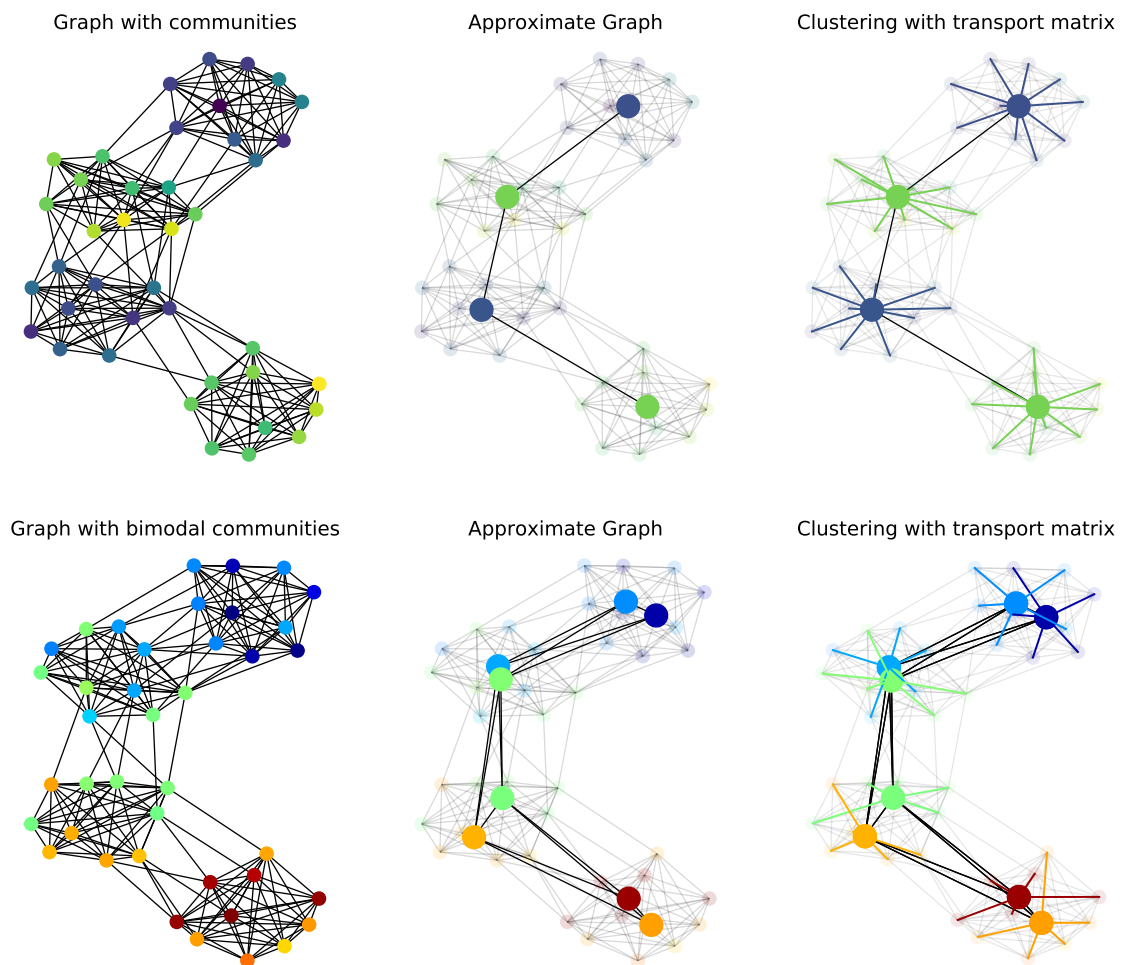 Graph with communities
Approximate Graph
Clustering with transport matrix
Graph with bimodal communities
Approximate Graph
Clustering with transport matrix